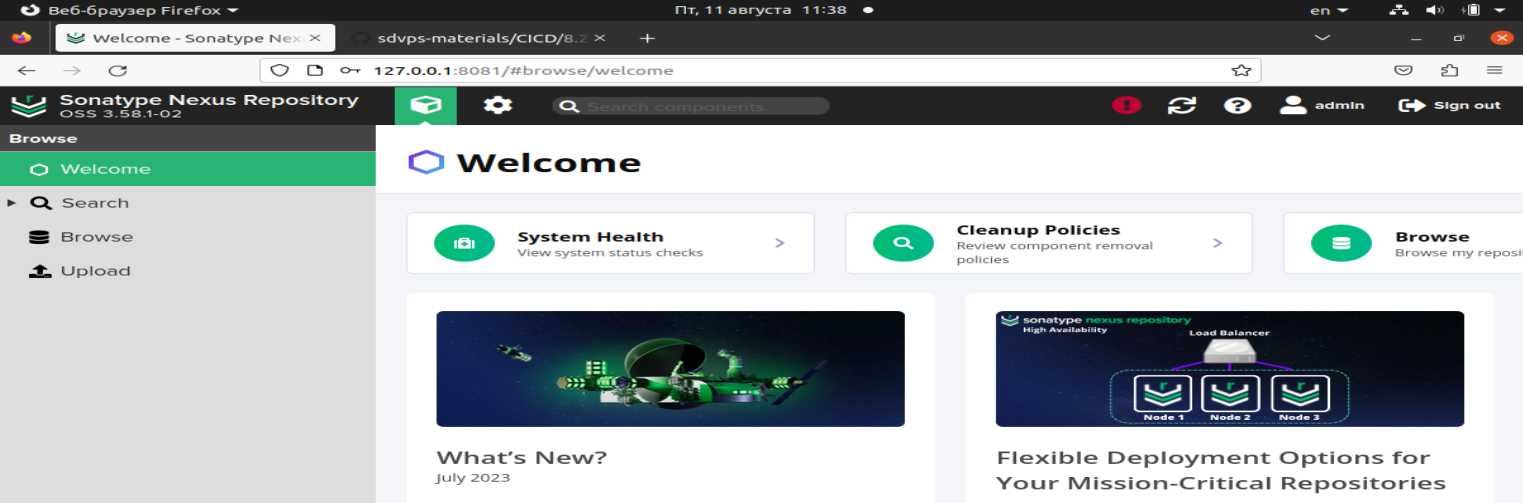 Веб-браузер Firefox
Пт, 11 августа 11:38
en
Welcome - Sonatype Nex
sdvps-materials/CICD/8.2
127.0.0.1:8081/#browse/welcome
Sonatype Nexus Repository
OSS 3.58.1-02
Search components
admin
Sign out
Browse
Welcome
Search
Browse
Upload
Welcome
System Health
View system status checks
Cleanup Policies
Review component removal
policies
Browse
Browse my reposi
sonatype nexus repository
High Availability
Load Balancer
Node 1
Node 2
Node 3
What's New?
July 2023
Flexible Deployment Options for
Your Mission-Critical Repositories